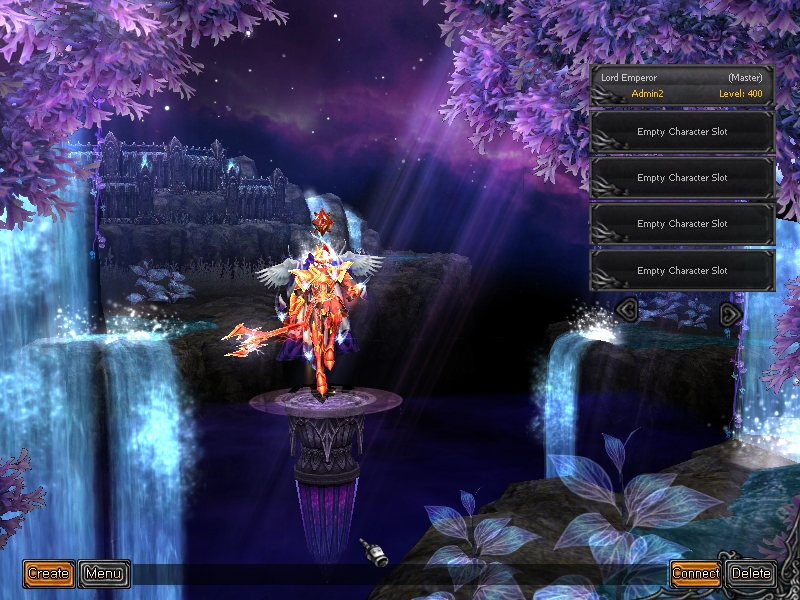 Lord Emperor (Master)
Admin2 Level: 400
Empty Character Slot
Empty Character Slot
Empty Character Slot
Empty Character Slot
Create Menu Connect Delete